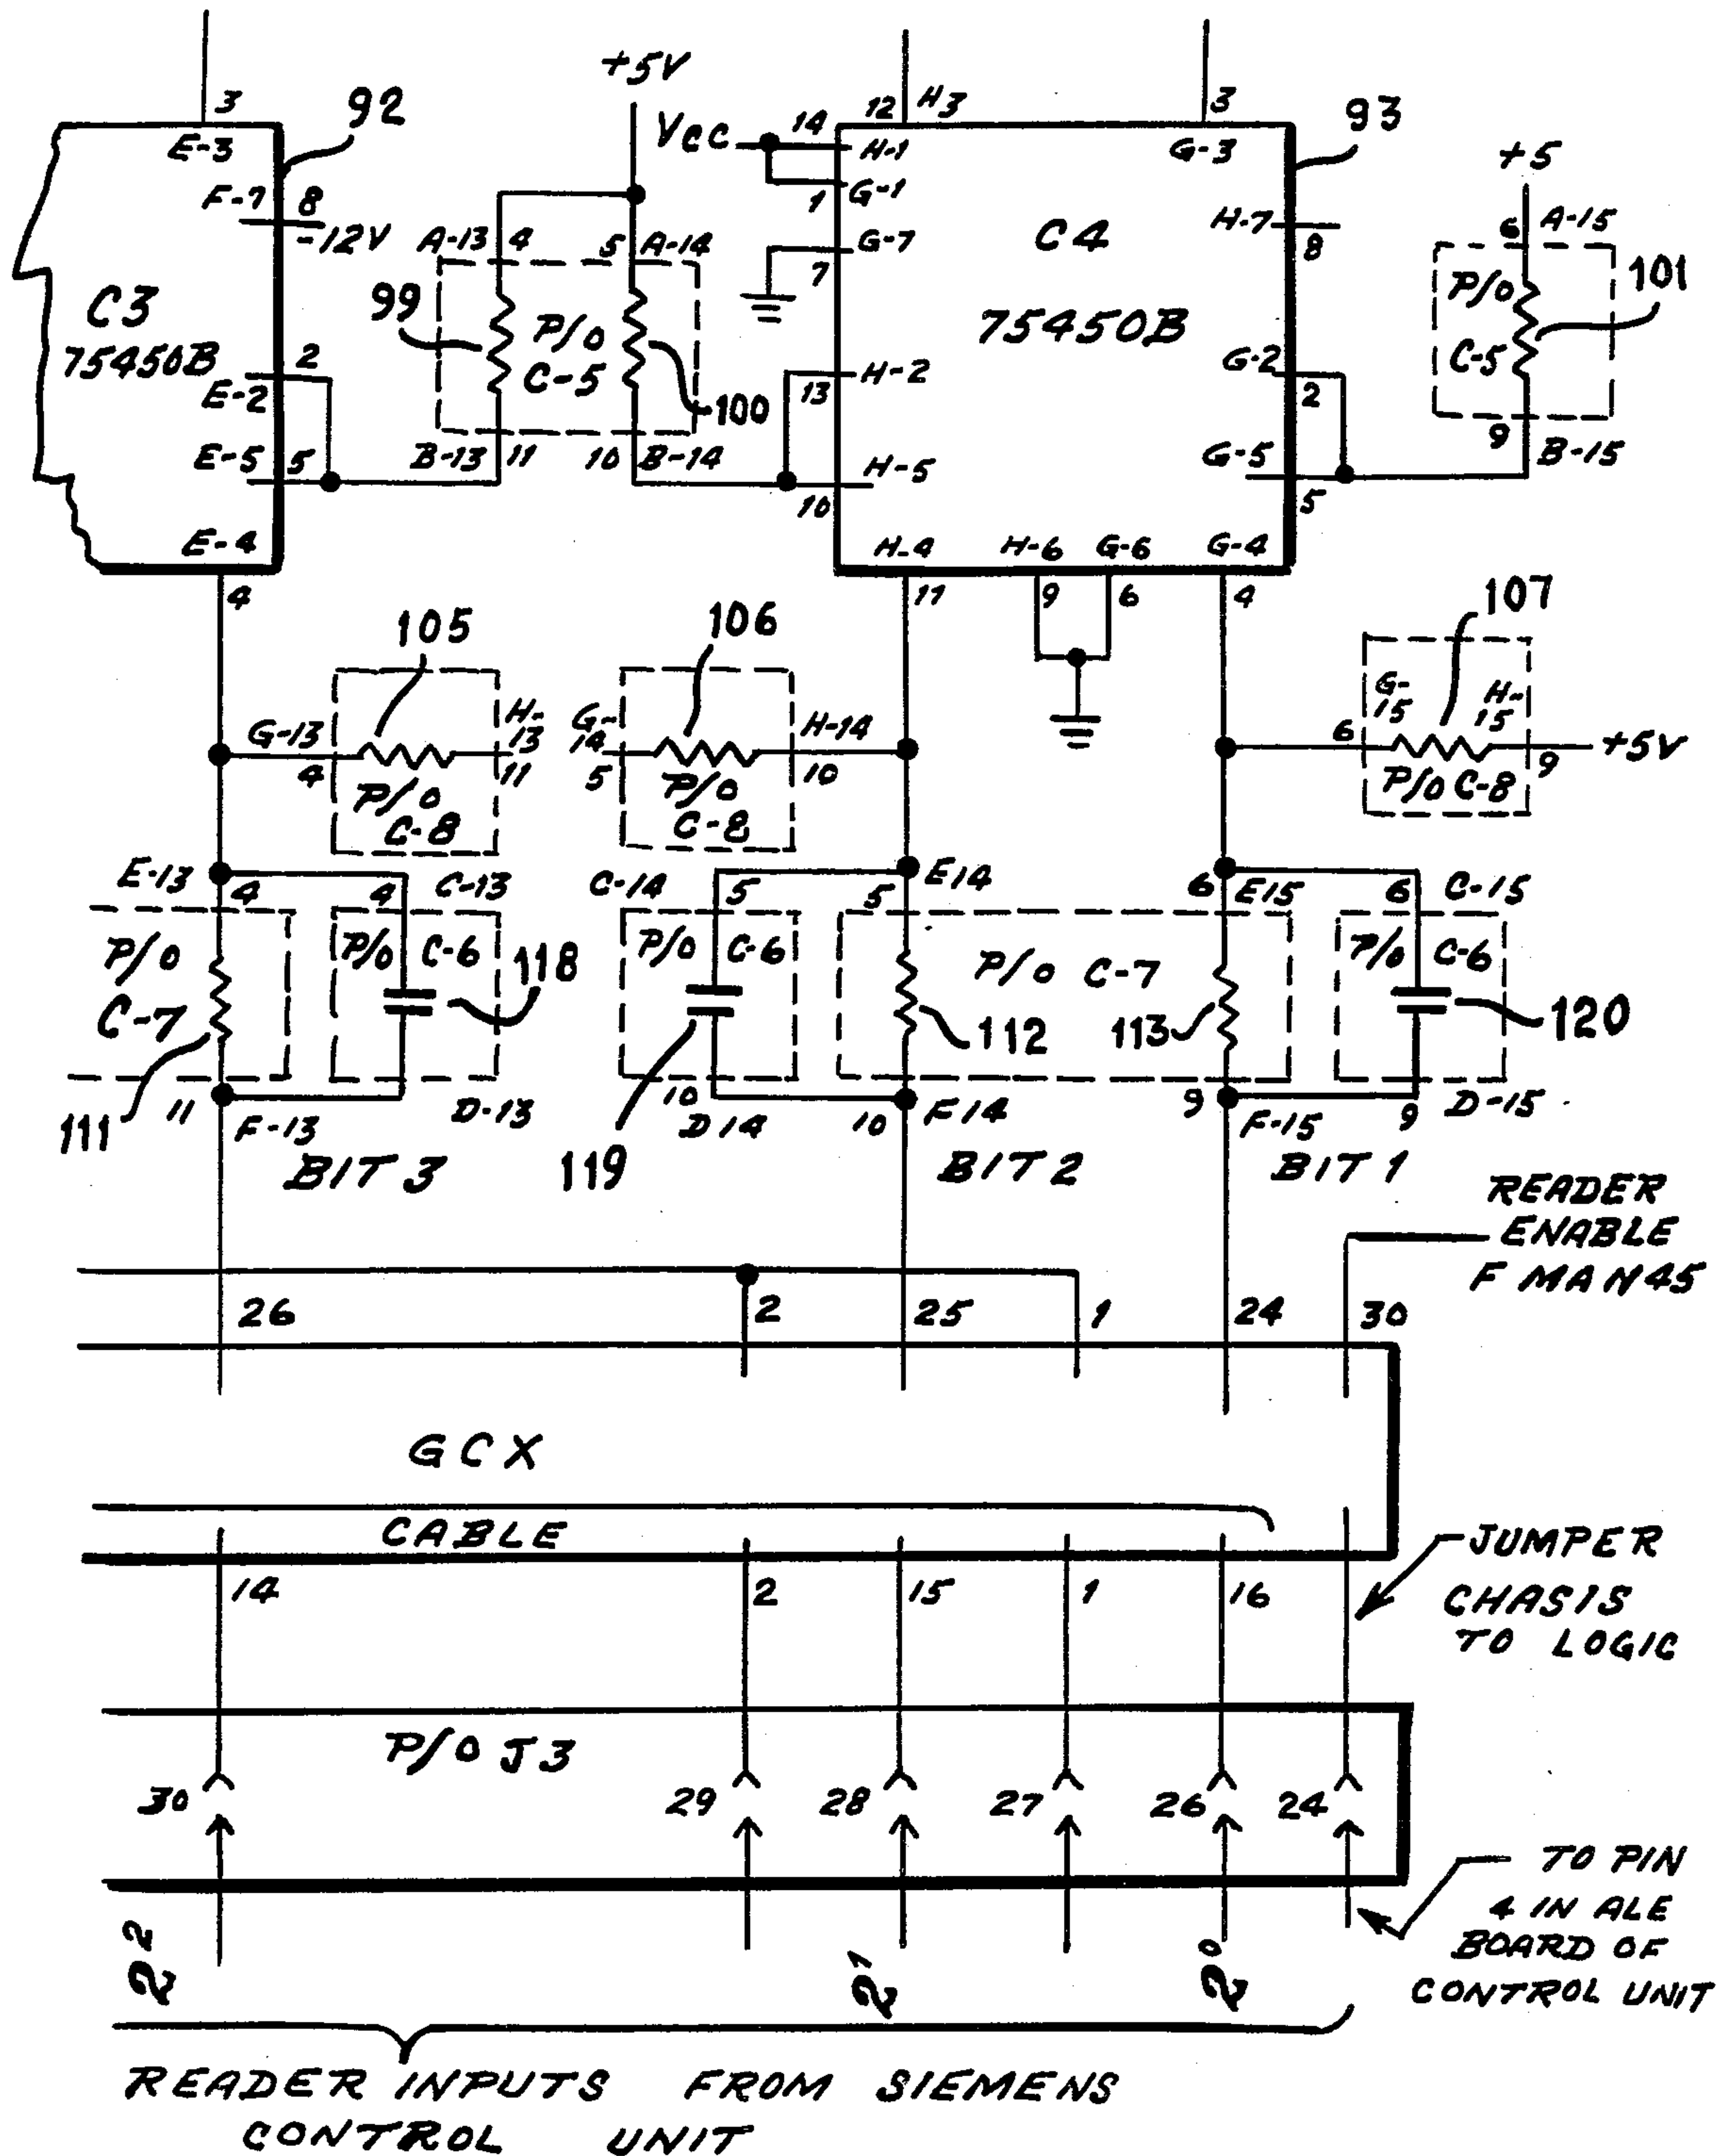 3
92
+5V
12
H3
3
93
E-3
VCC
14
H-1
G-3
+5
F-7
8
-12V
1
G-1
A-13
4
5
A-14
G-7
7
C4
H-7
8
6
A-15
C3
75450B
99
P/O
C-5
100
75450B
P/O
C-5
101
2
E-2
H-2
13
G-2
2
E-5
5
B-13
11
10
B-14
H-5
10
G-5
5
9
B-15
E-4
4
H-4
H-6
G-6
G-4
11
9
6
4
105
106
107
G-13
4
H-13
11
P/O
C-8
G-14
5
H-14
10
P/O
C-8
G-15
H-15
6
9
+5V
P/O C-8
E-13
4
4
C-13
C-14
5
5
E14
6
E15
6
C-15
P/O
C-7
P/O
C-6
118
P/O
C-6
P/O C-7
P/O
C-6
112
113
120
111
11
F-13
D-13
119
10
D14
10
F14
9
F-15
9
D-15
BIT 3
BIT 2
BIT 1
READER
ENABLE
F MAN45
26
2
25
1
24
30
GCX
CABLE
14
2
15
1
16
JUMPER
CHASIS
TO LOGIC
P/O J3
30
29
28
27
26
24
TO PIN
4 IN ALE
BOARD OF
CONTROL UNIT
2²
2¹
2⁰
READER INPUTS FROM SIEMENS
CONTROL UNIT